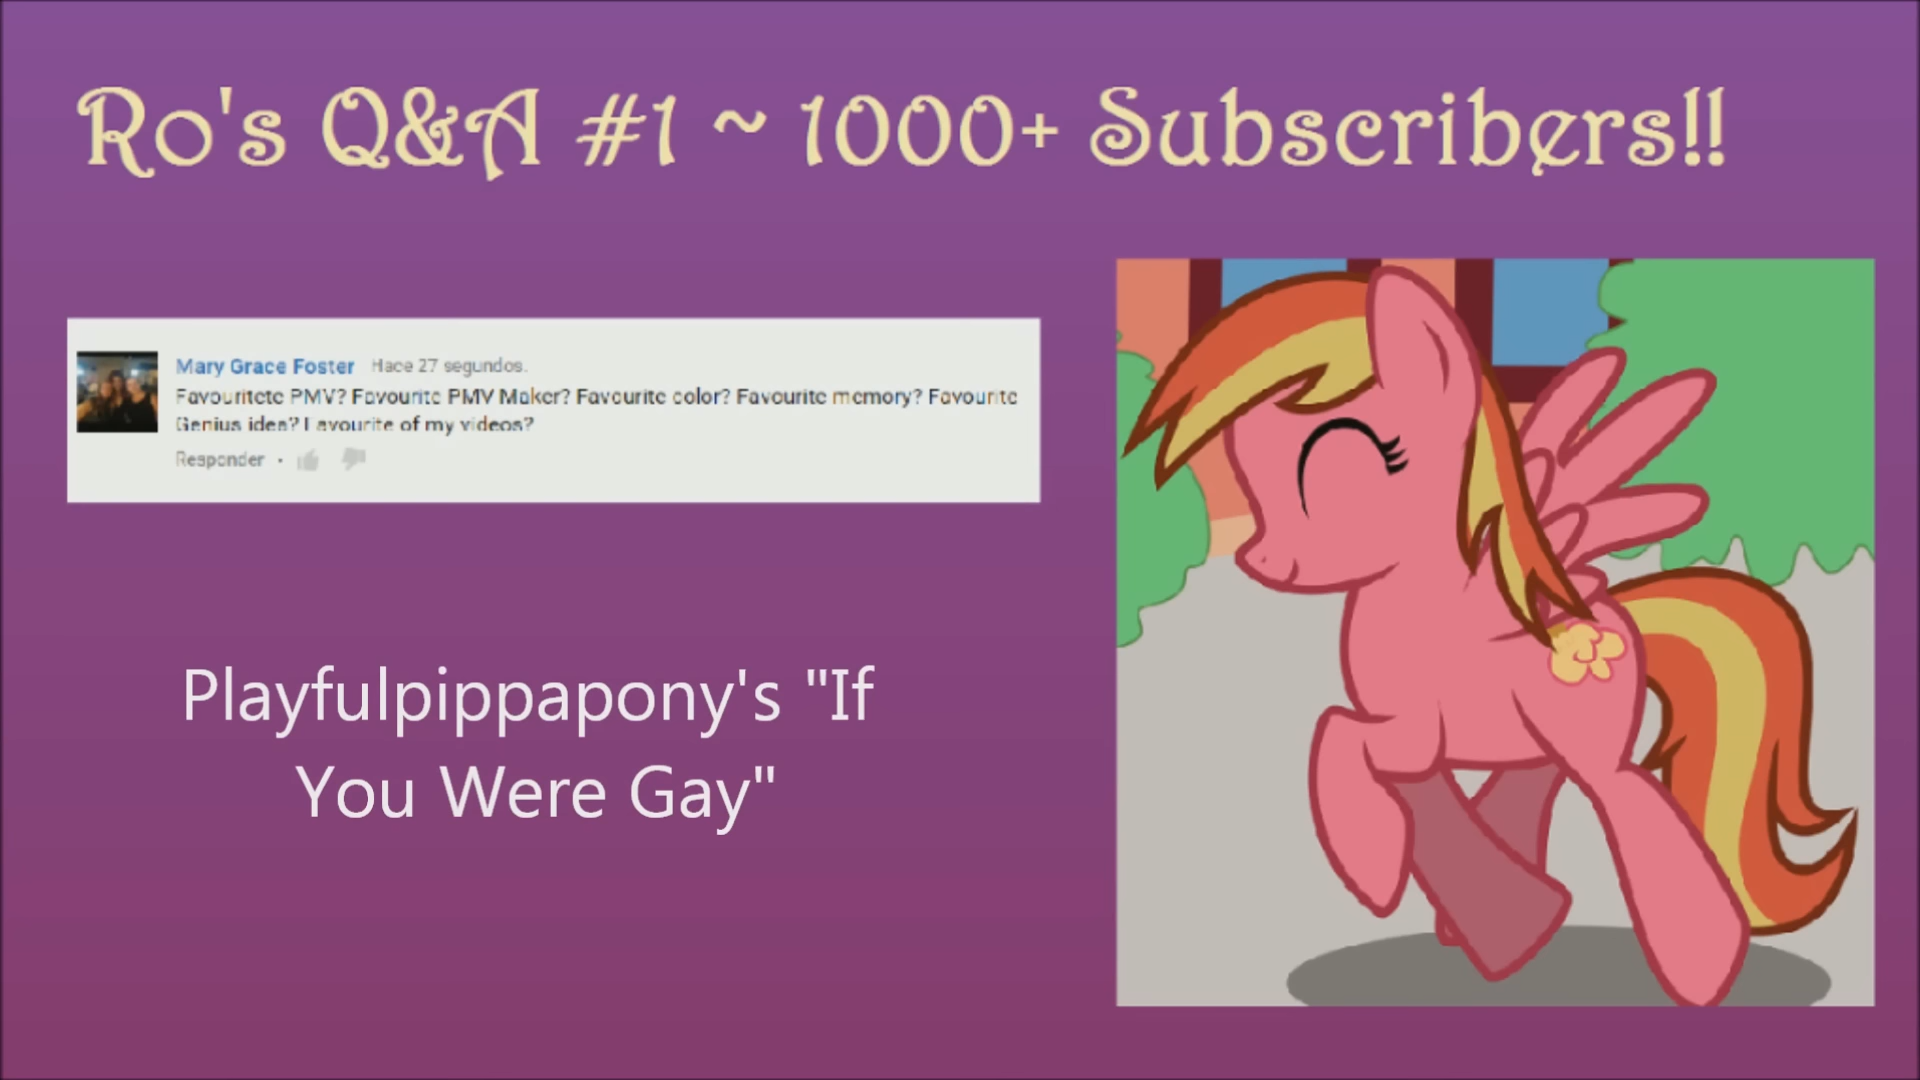 Ro's Q&A #1 ~ 1000+ Subscribers!!
Mary Grace Foster Hace 27 segundos.
Favouritete PMV? Favourite PMV Maker? Favourite color? Favourite memory? Favourite
Genius idea? Favourite of my videos?
Responder ·
Playfulpippapony's "If
You Were Gay"